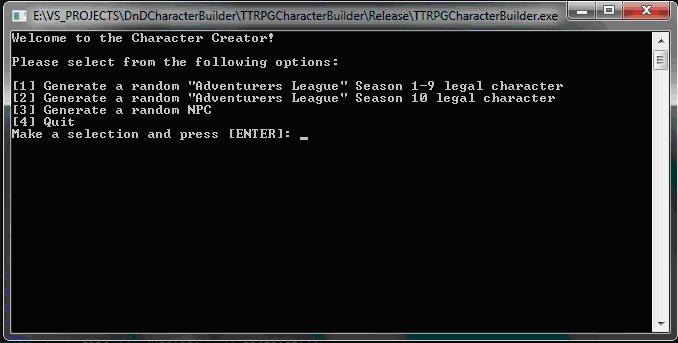 E:\VS_PROJECTS\DnDCharacterBuilder\TTRPGCharacterBuilder\Release\TTRPGCharacterBuilder.exe
Welcome to the Character Creator!
Please select from the following options:
[1] Generate a random "Adventurers League" Season 1-9 legal character
[2] Generate a random "Adventurers League" Season 10 legal character
[3] Generate a random NPC
[4] Quit
Make a selection and press [ENTER]: _